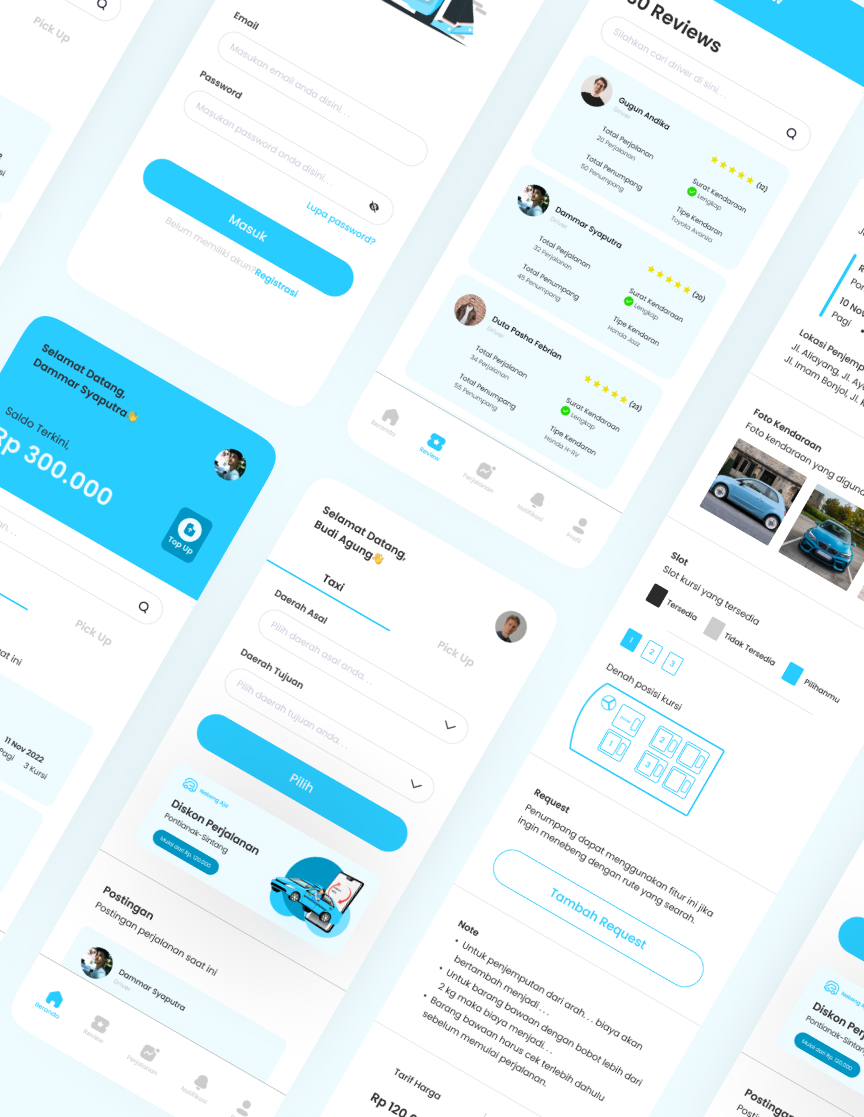 Pick Up
Email
Masukan email anda disini. . .
Password
Masukan password anda disini. . .
Lupa password?
Masuk
Belum memiliki akun?Registrasi
Reviews
Silahkan cari driver di sini. . .
Gugun Andika
Driver
(12)
Total Perjalanan
20 Perjalanan
Surat Kendaraan
Lengkap
Total Penumpang
50 Penumpang
Tipe Kendaran
Toyota Avanza
Dammar Syaputra
Driver
(20)
Total Perjalanan
32 Perjalanan
Surat Kendaraan
Lengkap
Total Penumpang
45 Penumpang
Tipe Kendaran
Honda Jazz
Duta Pasha Febrian
Driver
(23)
Total Perjalanan
34 Perjalanan
Surat Kendaraan
Lengkap
Total Penumpang
55 Penumpang
Tipe Kendaran
Honda H-RV
Beranda
Review
Perjalanan
Notifikasi
Profil
Selamat Datang,
Dammar Syaputra👋
Saldo Terkini,
Rp 300.000
Top Up
Pick Up
saat ini
11 Nov 2022
Pagi
3 Kursi
Selamat Datang,
Budi Agung👋
Taxi
Pick Up
Daerah Asal
Pilih daerah asal anda. . .
Daerah Tujuan
Pilih daerah tujuan anda. . .
Pilih
Nebeng Aja
Diskon Perjalanan
Pontianak-Sintang
Mulai dari Rp. 120.000
Postingan
Postingan perjalanan saat ini
Dammar Syaputra
Driver
Beranda
Review
Perjalanan
Notifikasi
10 Nov
Pagi
Lokasi Penjemp
Jl. Aliayang, Jl. Ay
Jl. Imam Bonjol, Jl. K
Foto Kendaraan
Foto kendaraan yang diguna
Slot
Slot kursi yang tersedia
Tersedia
Tidak Tersedia
Pilihanmu
1
2
3
Denah posisi kursi
Driver
1
2
3
Request
Penumpang dapat menggunakan fitur ini jika
ingin menebeng dengan rute yang searah.
Tambah Request
Note
• Untuk penjemputan dari arah. . . biaya akan
bertambah menjadi. . .
• Untuk barang bawaan dengan bobot lebih dari
2 kg maka biaya menjadi. . .
• Barang bawaan harus cek terlebih dahulu
sebelum memulai perjalanan.
Tarif Harga
Rp 120.0
Nebeng Aja
Diskon Perjala
Pontianak-Sintang
Mulai dari Rp. 120.000
Postingan